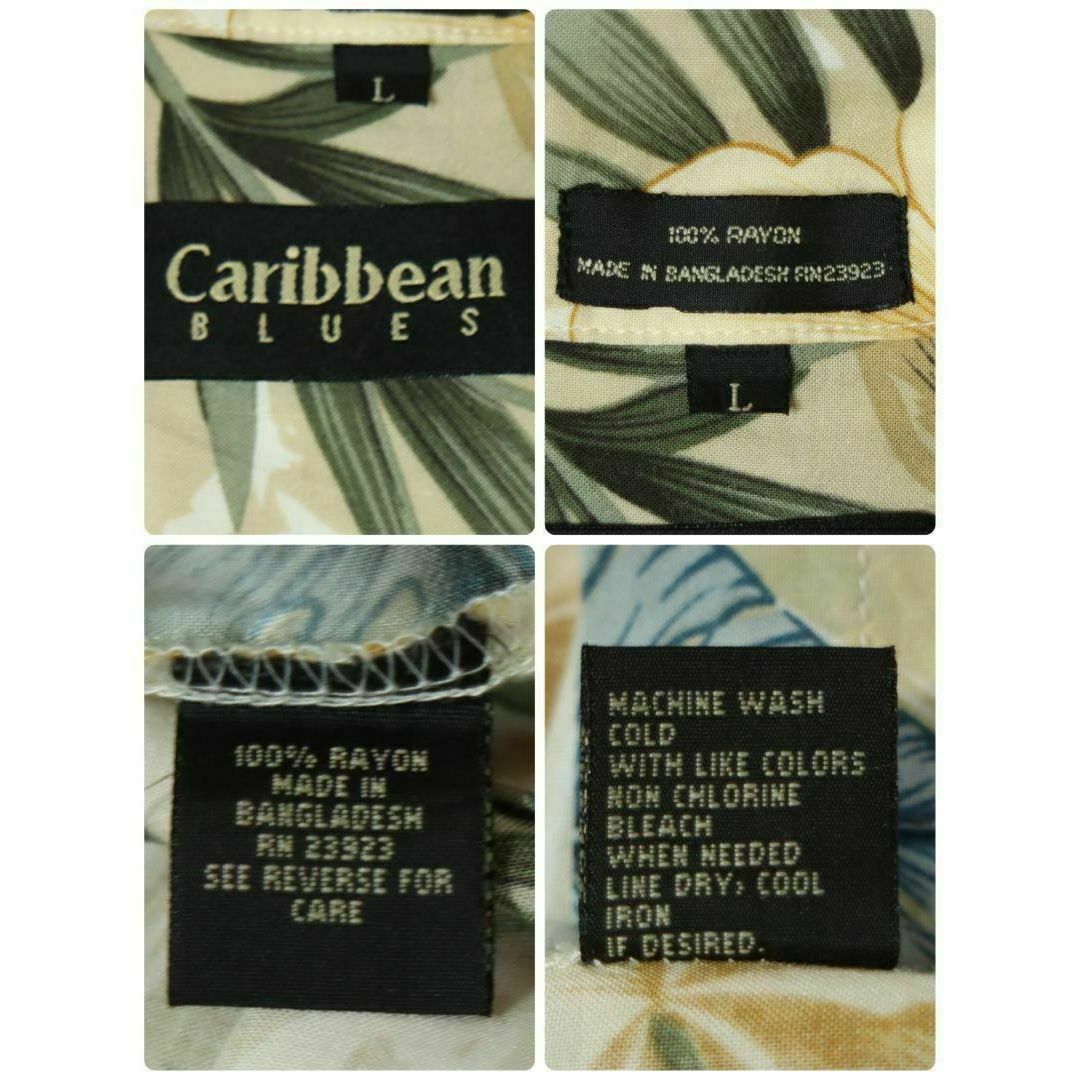 L
Caribbean
BLUES
100% RAYON
MADE IN BANGLADESH RN23923
L
100% RAYON
MADE IN
BANGLADESH
RN 23923
SEE REVERSE FOR
CARE
MACHINE WASH
COLD
WITH LIKE COLORS
NON CHLORINE
BLEACH
WHEN NEEDED
LINE DRY; COOL
IRON
IF DESIRED.